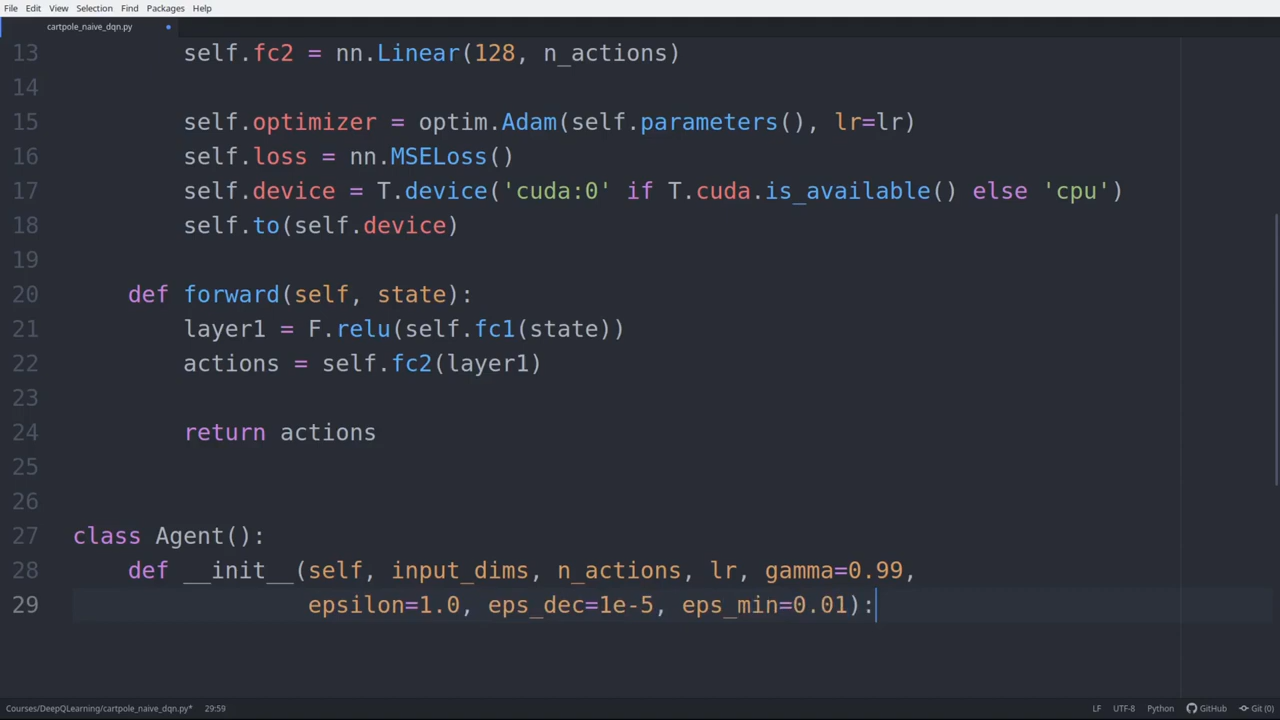 File Edit View Selection Find Packages Help
cartpole_naive_dqn.py
13 self.fc2 = nn.Linear(128, n_actions)
14
15 self.optimizer = optim.Adam(self.parameters(), lr=lr)
16 self.loss = nn.MSELoss()
17 self.device = T.device('cuda:0' if T.cuda.is_available() else 'cpu')
18 self.to(self.device)
19
20 def forward(self, state):
21 layer1 = F.relu(self.fc1(state))
22 actions = self.fc2(layer1)
23
24 return actions
25
26
27 class Agent():
28 def __init__(self, input_dims, n_actions, lr, gamma=0.99,
29 epsilon=1.0, eps_dec=1e-5, eps_min=0.01):
Courses/DeepQLearning/cartpole_naive_dqn.py* 29:59 LF UTF-8 Python GitHub Git (0)